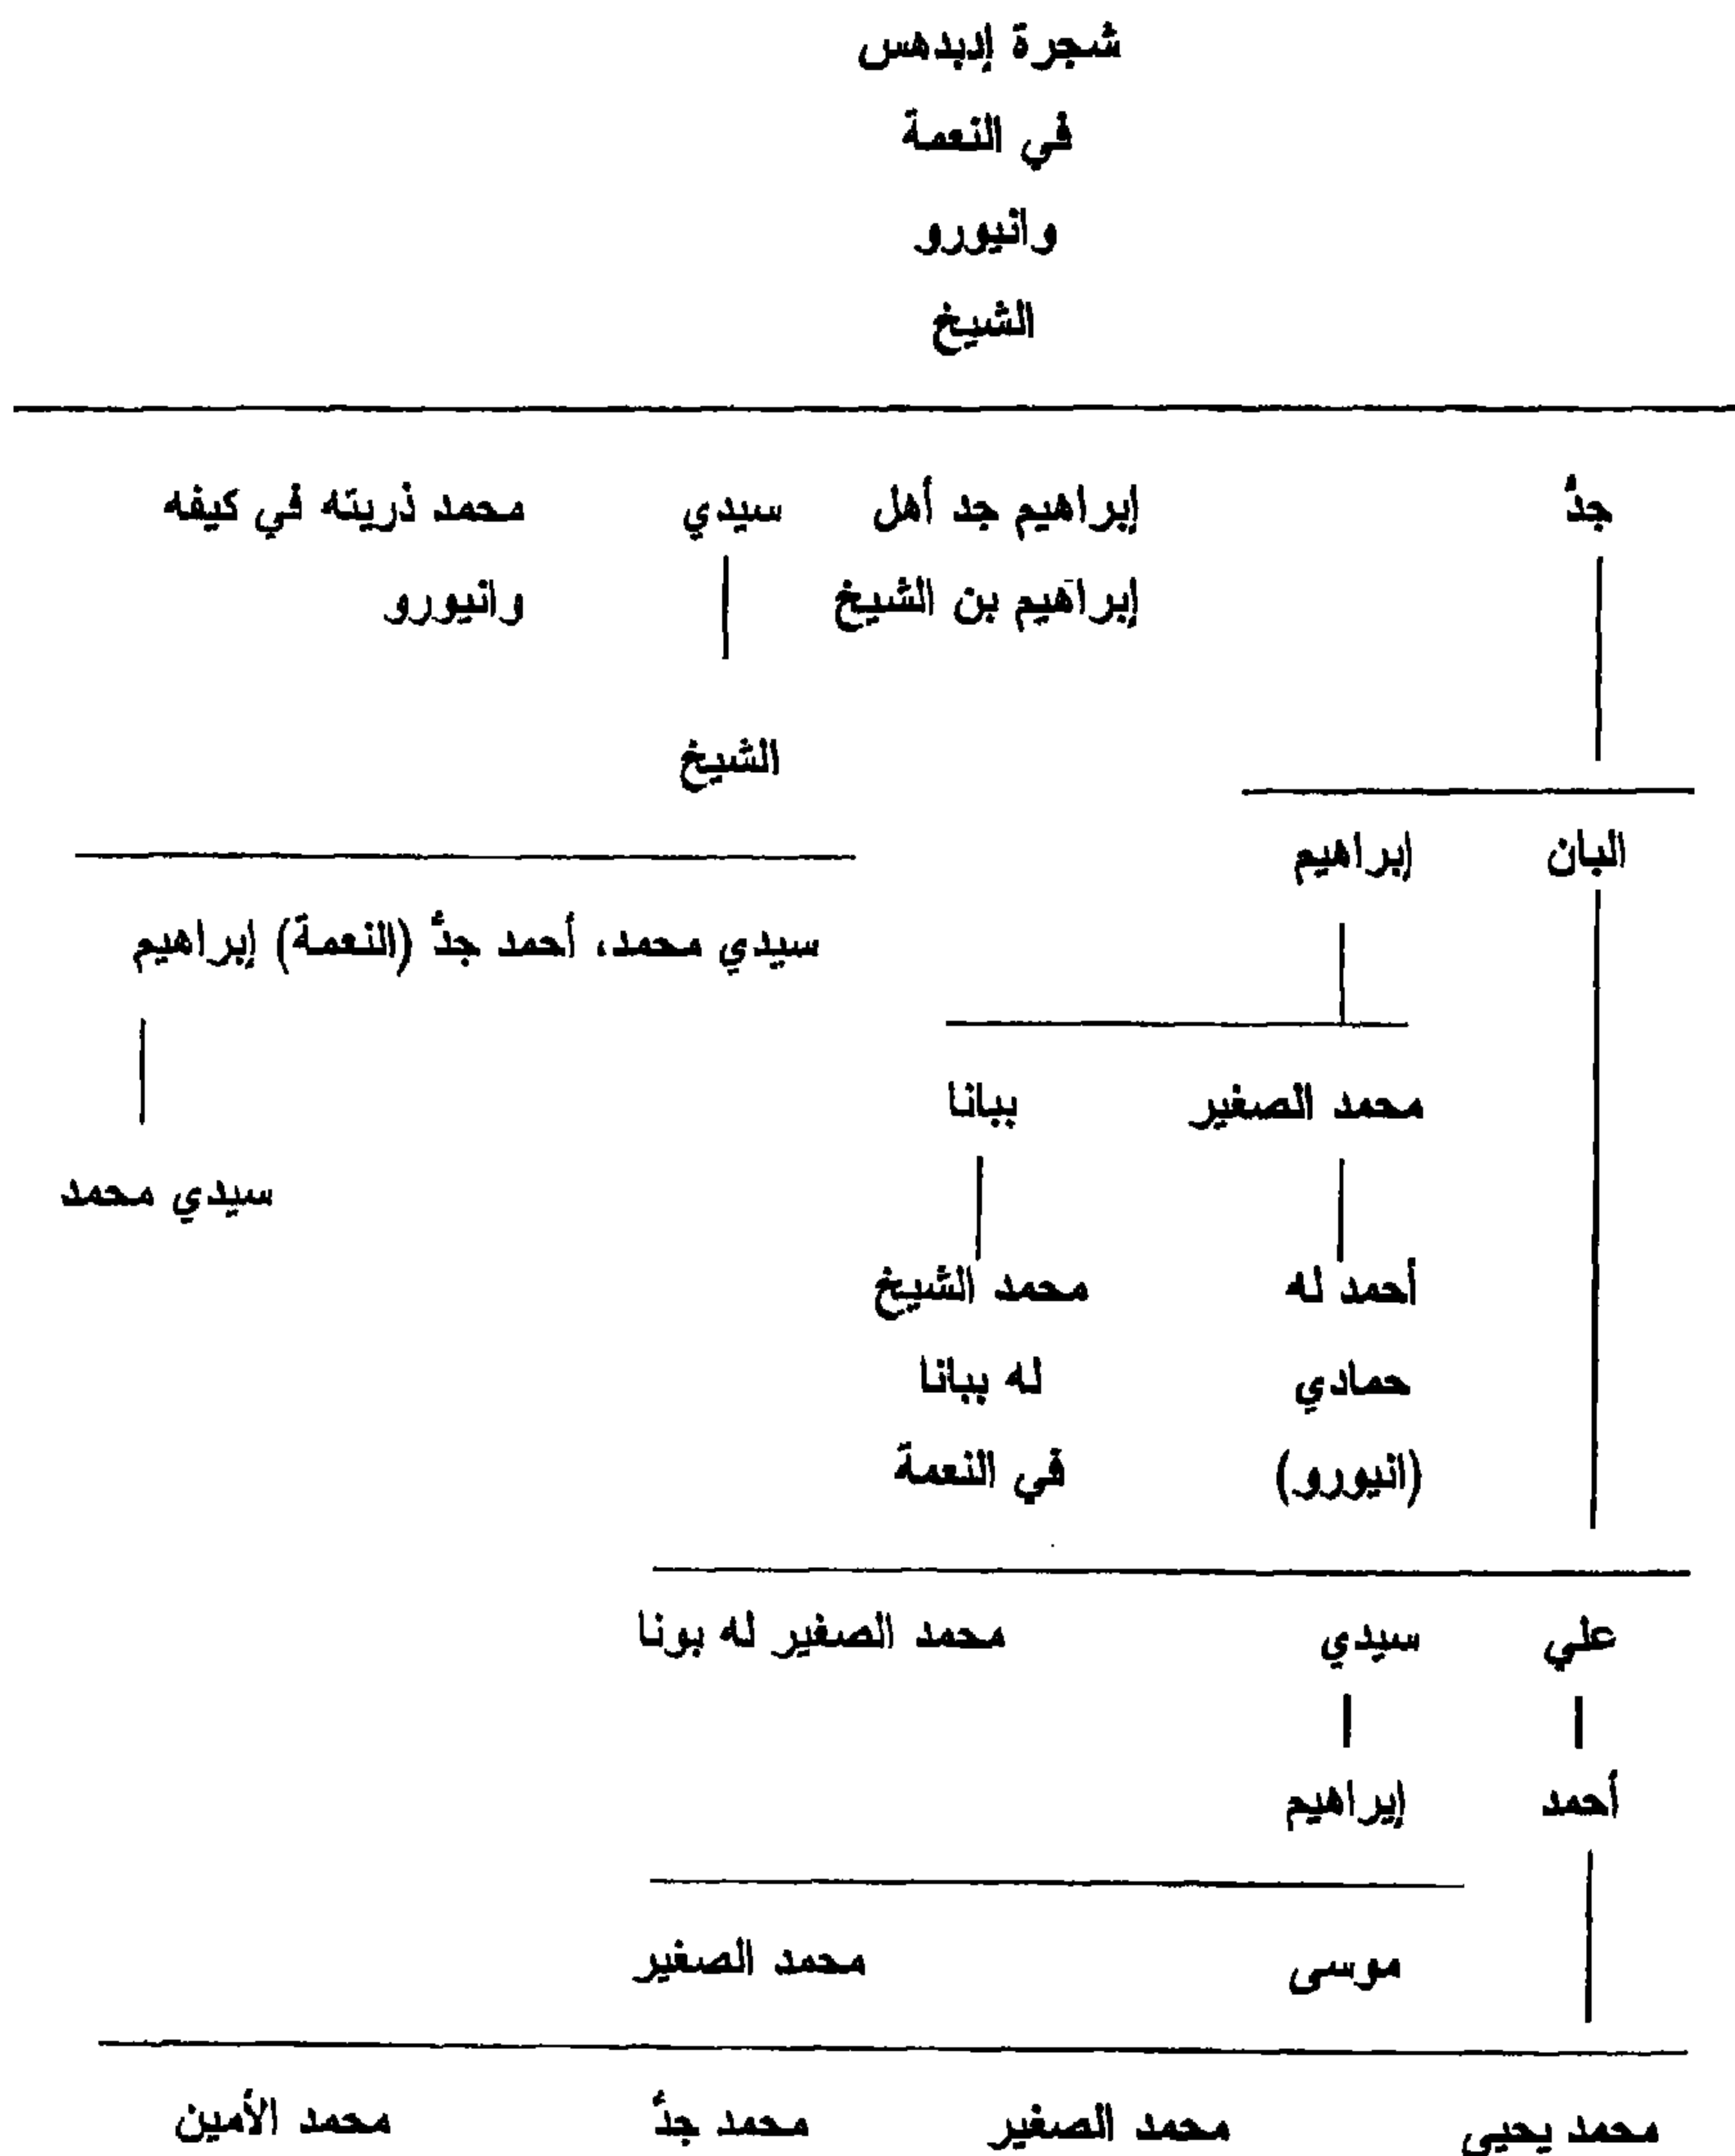 شجرة إديدهس
في النعمة
وانيورو
الشيخ
جدُّ إبراهيم جد أهل سيدي محمد ذريته في كيفه
إبراهيم بن الشيخ وانيورو
الشيخ
البان إبراهيم
سيدي محمد، أحمد جدُّ (النعمة) إبراهيم
محمد الصغير ببانا
سيدي محمد
أحمد له محمد الشيخ
حمادي له ببانا
(انيورو) في النعمة
علي سيدي محمد الصغير له بونا
أحمد إبراهيم
موسى محمد الصغير
محمد يحيى محمد الصغير محمد جدُّ محمد الأمين